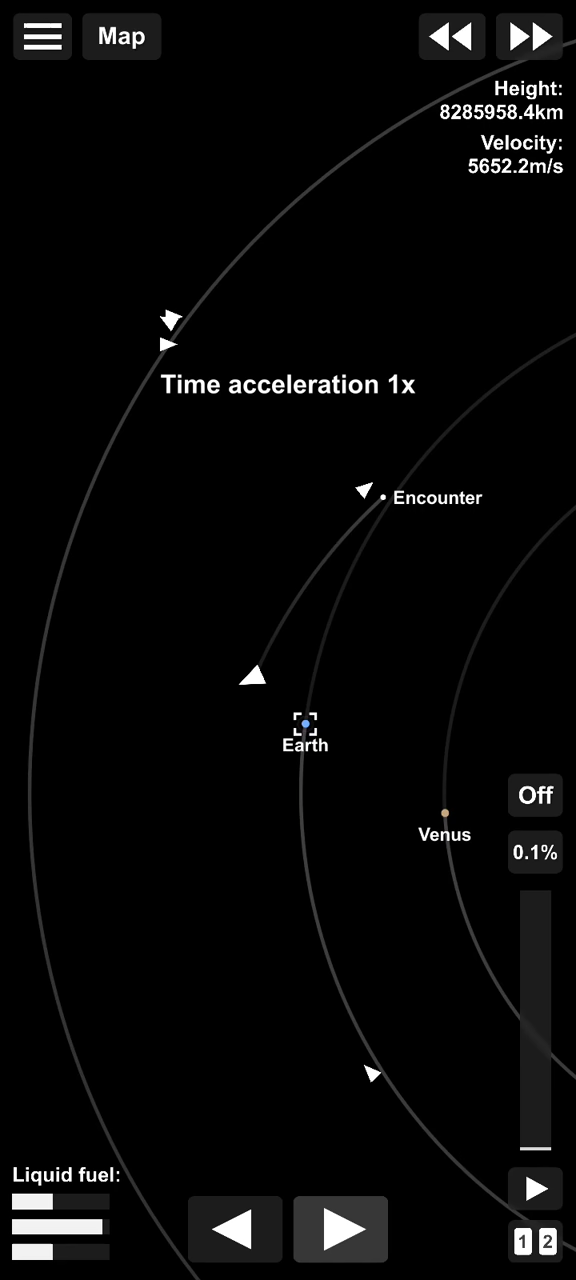 Map
Height:
8285958.4km
Velocity:
5652.2m/s
Time acceleration 1x
Encounter
Earth
Venus
Off
0.1%
Liquid fuel:
1 2